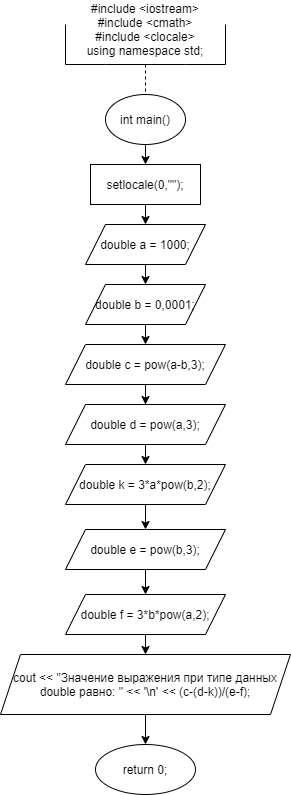 #include <iostream>
#include <cmath>
#include <clocale>
using namespace std;
int main()
setlocale(0,"");
double a = 1000;
double b = 0,0001;
double c = pow(a-b,3);
double d = pow(a,3);
double k = 3*a*pow(b,2);
double e = pow(b,3);
double f = 3*b*pow(a,2);
cout << "Значение выражения при типе данных
double равно: " << '\n' << (c-(d-k))/(e-f);
return 0;